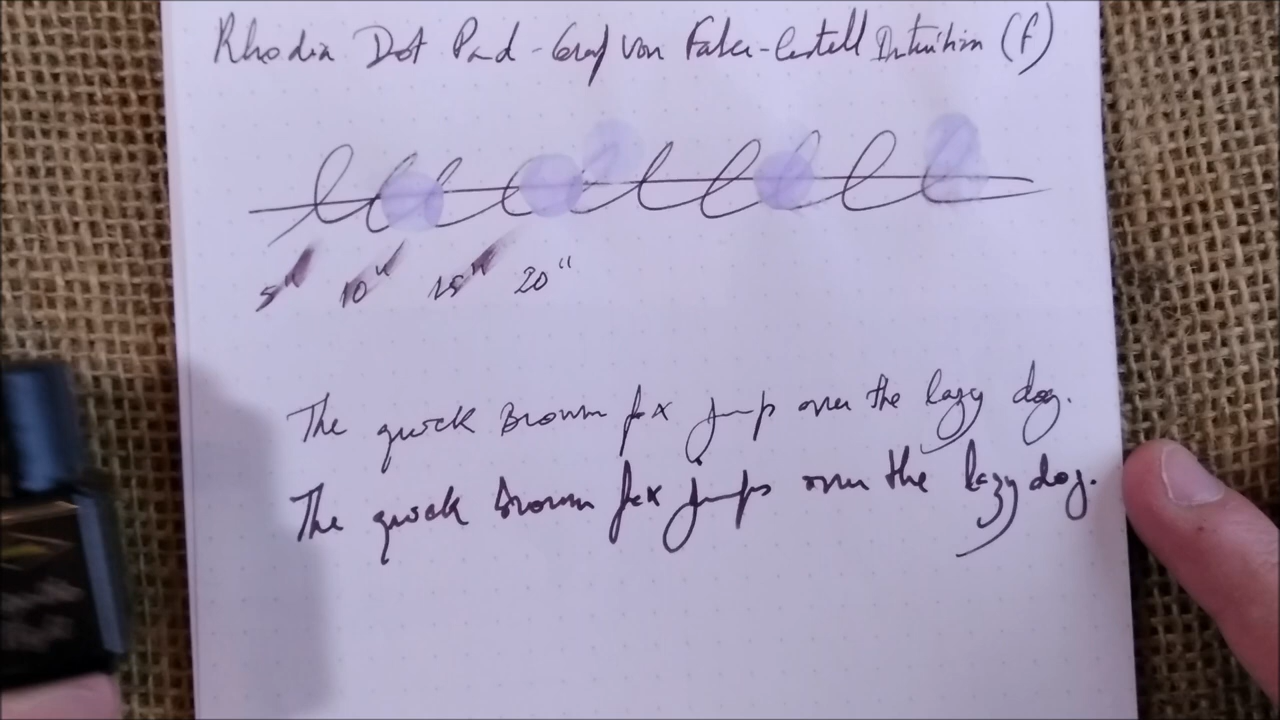 Rhodia Dot Pad - Graf von Faber-Castell Intuition (f)
5" 10" 15" 20"
The quick Brown fox jump over the lazy dog.
The quick Brown fox jumps over the lazy dog.